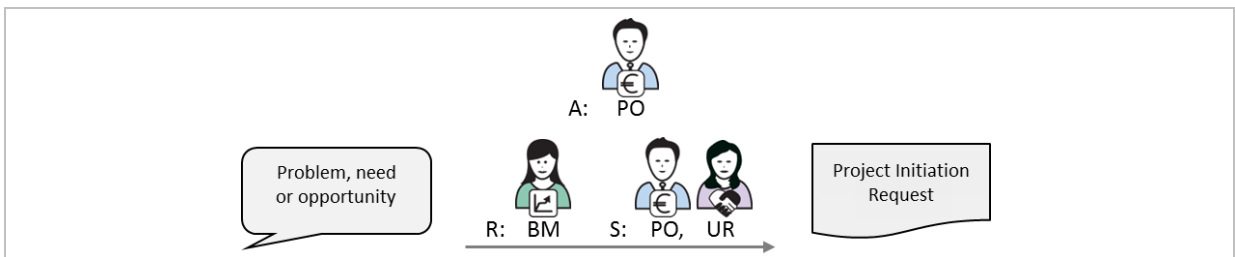 A: PO
Problem, need
or opportunity
R: BM S: PO, UR
Project Initiation
Request